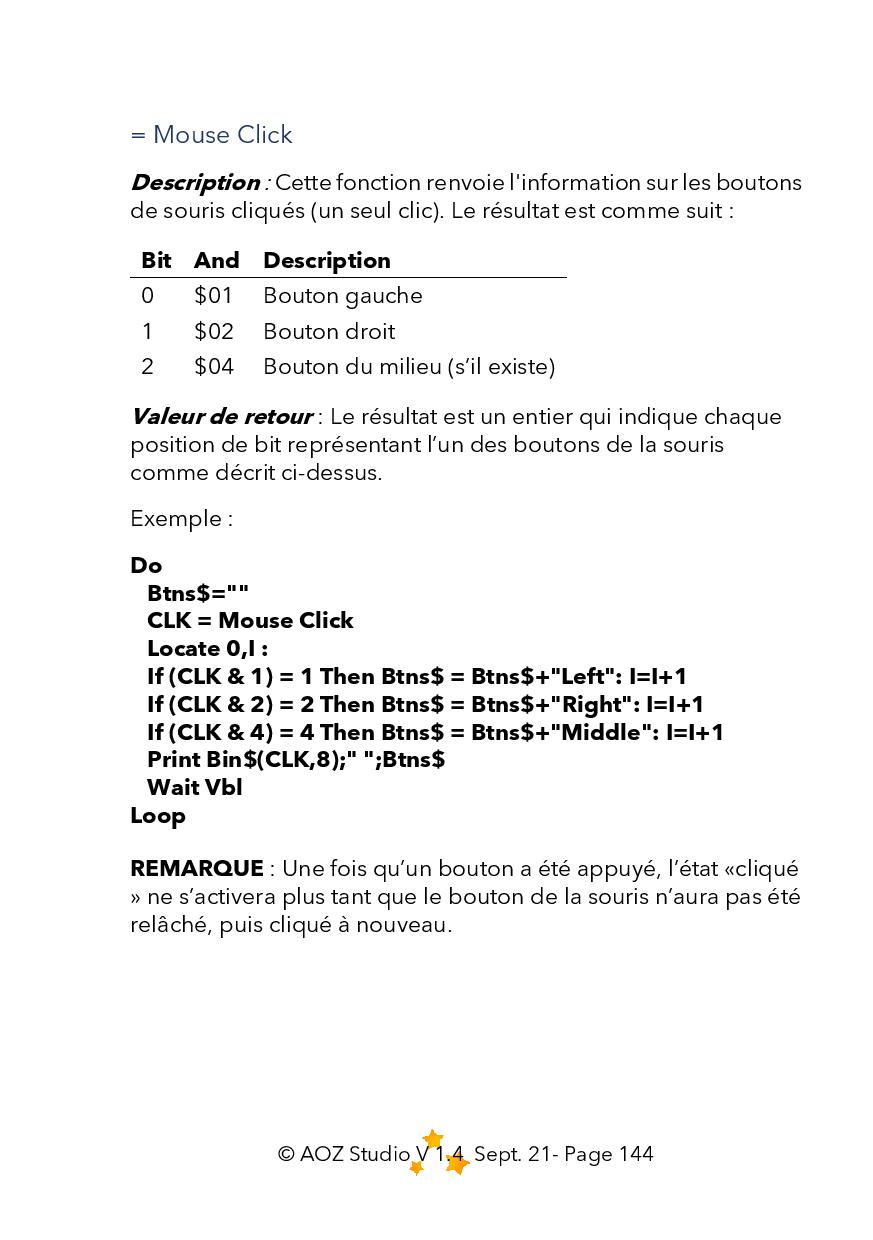 = Mouse Click
Description : Cette fonction renvoie l'information sur les boutons
de souris cliqués (un seul clic). Le résultat est comme suit :
Bit And Description
0 $01 Bouton gauche
1 $02 Bouton droit
2 $04 Bouton du milieu (s’il existe)
Valeur de retour : Le résultat est un entier qui indique chaque
position de bit représentant l’un des boutons de la souris
comme décrit ci-dessus.
Exemple :
Do
Btns$=""
CLK = Mouse Click
Locate 0,I :
If (CLK & 1) = 1 Then Btns$ = Btns$+"Left": I=I+1
If (CLK & 2) = 2 Then Btns$ = Btns$+"Right": I=I+1
If (CLK & 4) = 4 Then Btns$ = Btns$+"Middle": I=I+1
Print Bin$(CLK,8);" ";Btns$
Wait Vbl
Loop
REMARQUE : Une fois qu’un bouton a été appuyé, l’état «cliqué
» ne s’activera plus tant que le bouton de la souris n’aura pas été
relâché, puis cliqué à nouveau.
© AOZ Studio V 1.4 Sept. 21- Page 144